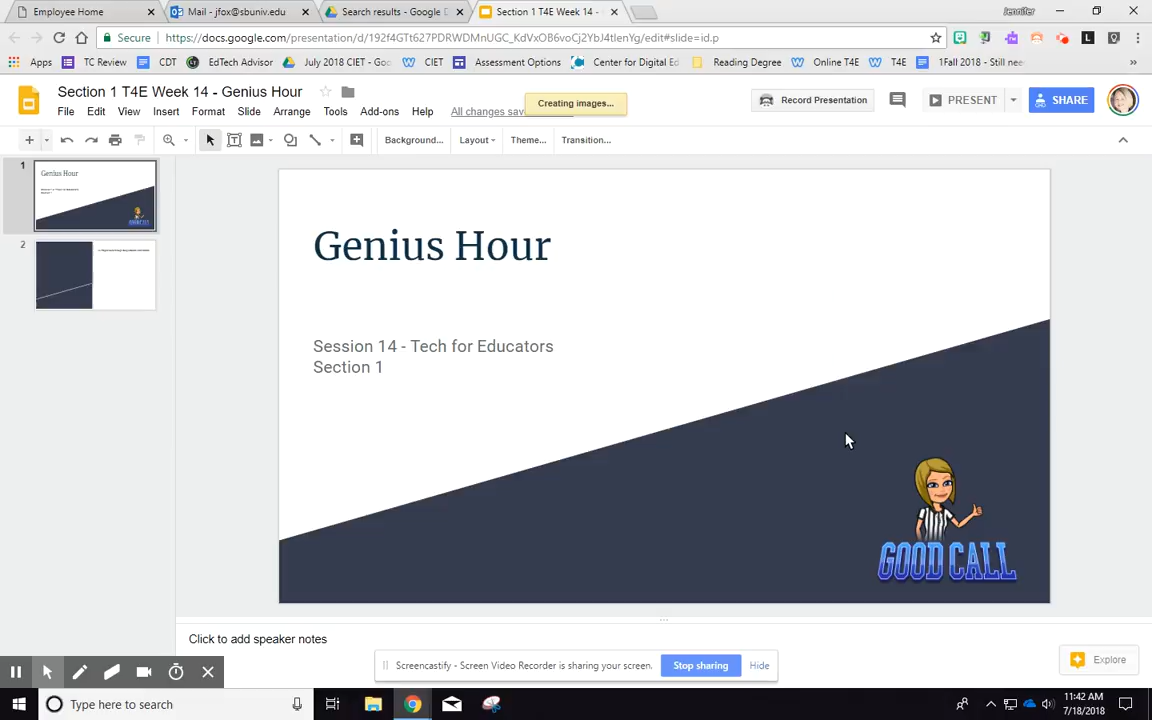 Employee Home
Mail - jfox@sbuniv.edu
Search results - Google
Section 1 T4E Week 14 -
Jennifer
Secure
https://docs.google.com/presentation/d/192f4GTt627PDRWDMnUGC_KdVxOB6voCj2YbJ4tlenYg/edit#slide=id.p
Apps
TC Review
CDT
EdTech Advisor
July 2018 CIET - Goo
CIET
Assessment Options
Center for Digital Ed
Reading Degree
Online T4E
T4E
1Fall 2018 - Still nee
»
Section 1 T4E Week 14 - Genius Hour
File Edit View Insert Format Slide Arrange Tools Add-ons Help
All changes sav
Creating images...
Record Presentation
PRESENT
SHARE
Background...
Layout
Theme...
Transition...
1
Genius Hour
2
Genius Hour
Session 14 - Tech for Educators
Section 1
GOOD CALL
Click to add speaker notes
Screencastify - Screen Video Recorder is sharing your screen.
Stop sharing
Hide
Explore
Type here to search
11:42 AM
7/18/2018